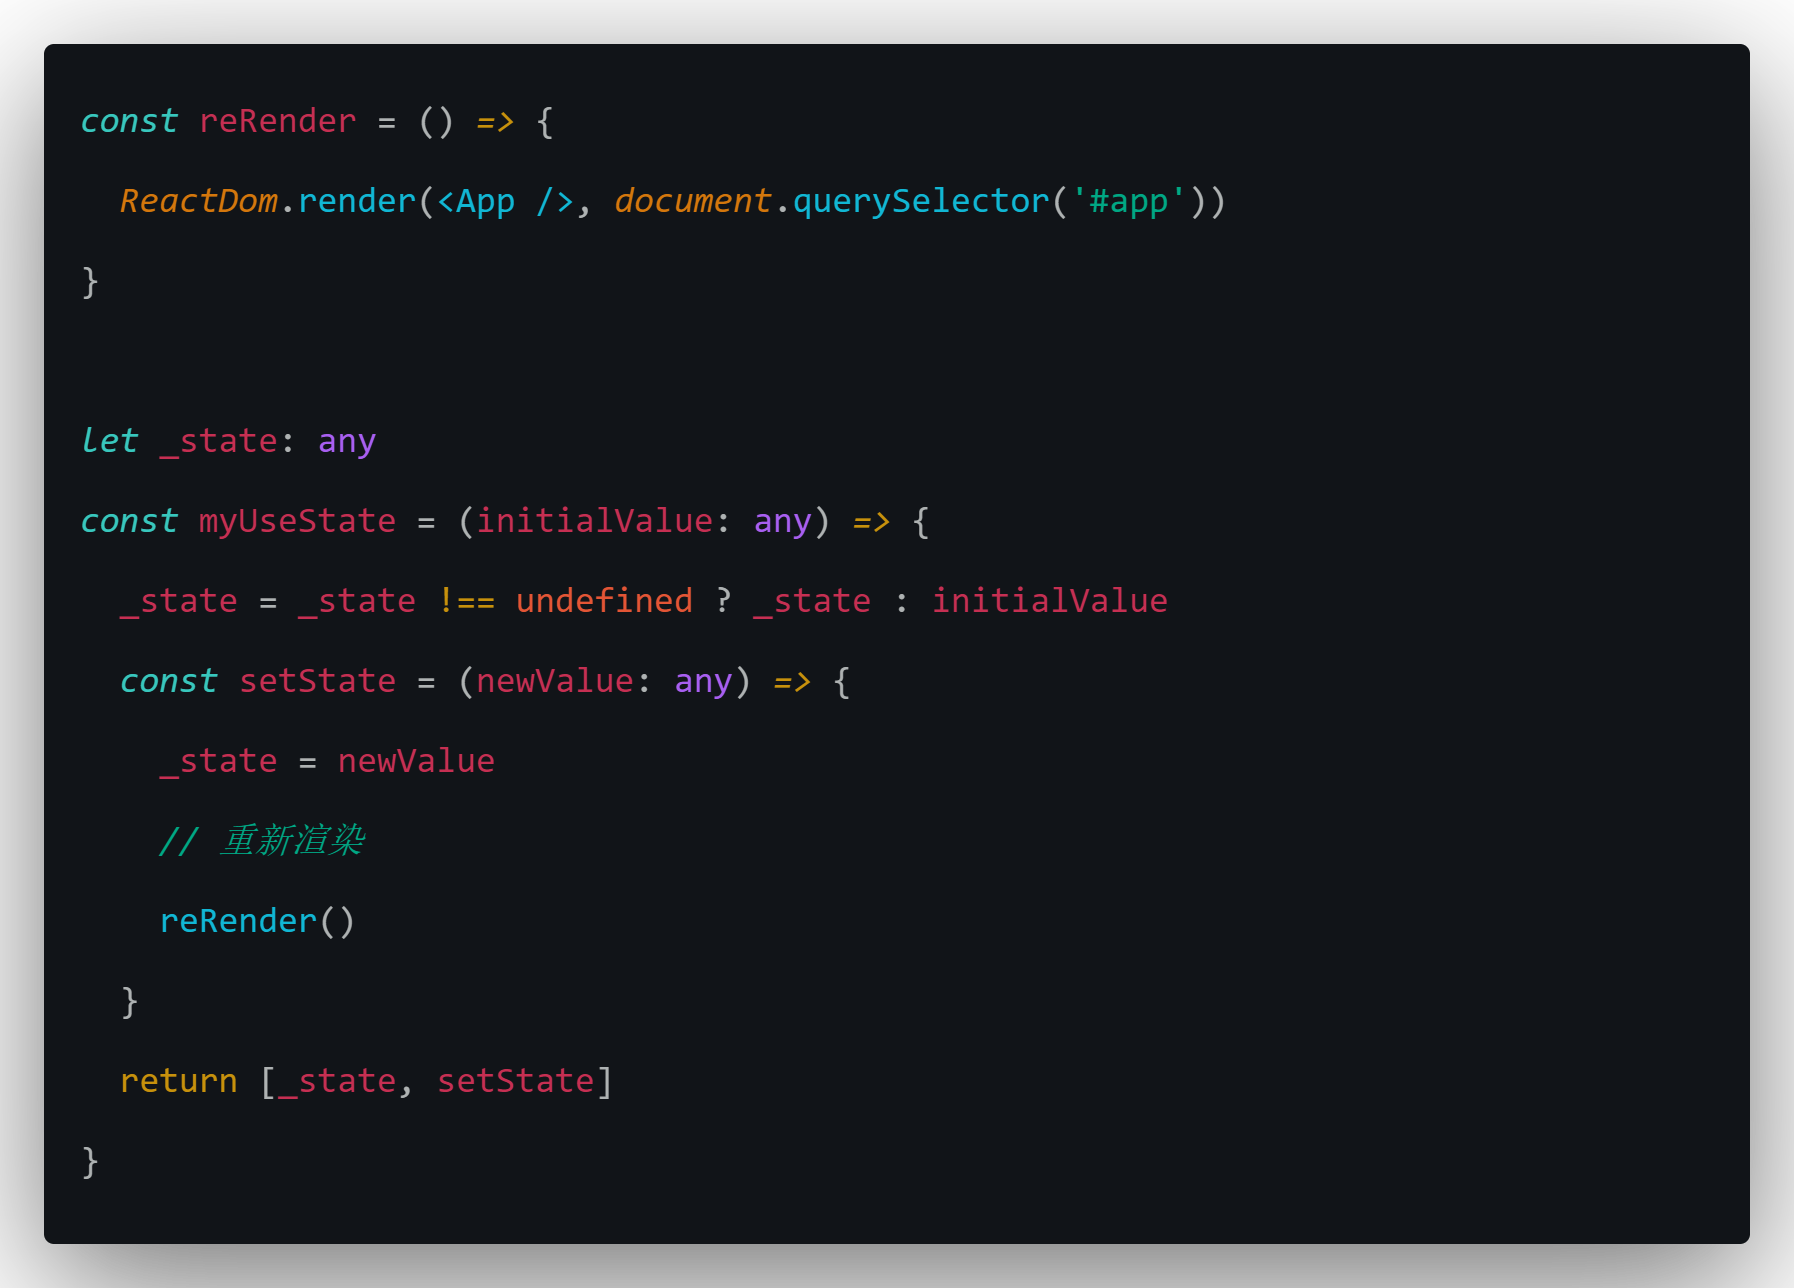 const reRender = () => {
  ReactDom.render(<App />, document.querySelector('#app'))
}

let _state: any
const myUseState = (initialValue: any) => {
  _state = _state !== undefined ? _state : initialValue
  const setState = (newValue: any) => {
    _state = newValue
    // 重新渲染
    reRender()
  }
  return [_state, setState]
}